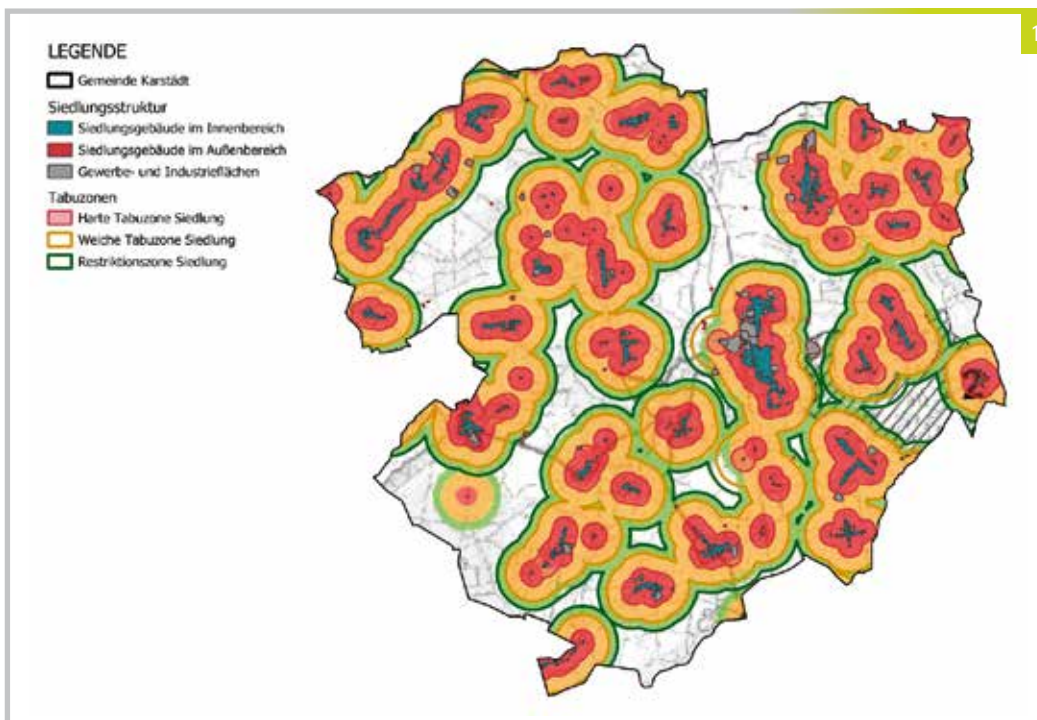 1
LEGENDE
Gemeinde Karstädt
Siedlungsstruktur
Siedlungsgebäude im Innenbereich
Siedlungsgebäude im Außenbereich
Gewerbe- und Industrieflächen
Tabuzonen
Harte Tabuzone Siedlung
Weiche Tabuzone Siedlung
Restriktionszone Siedlung
2